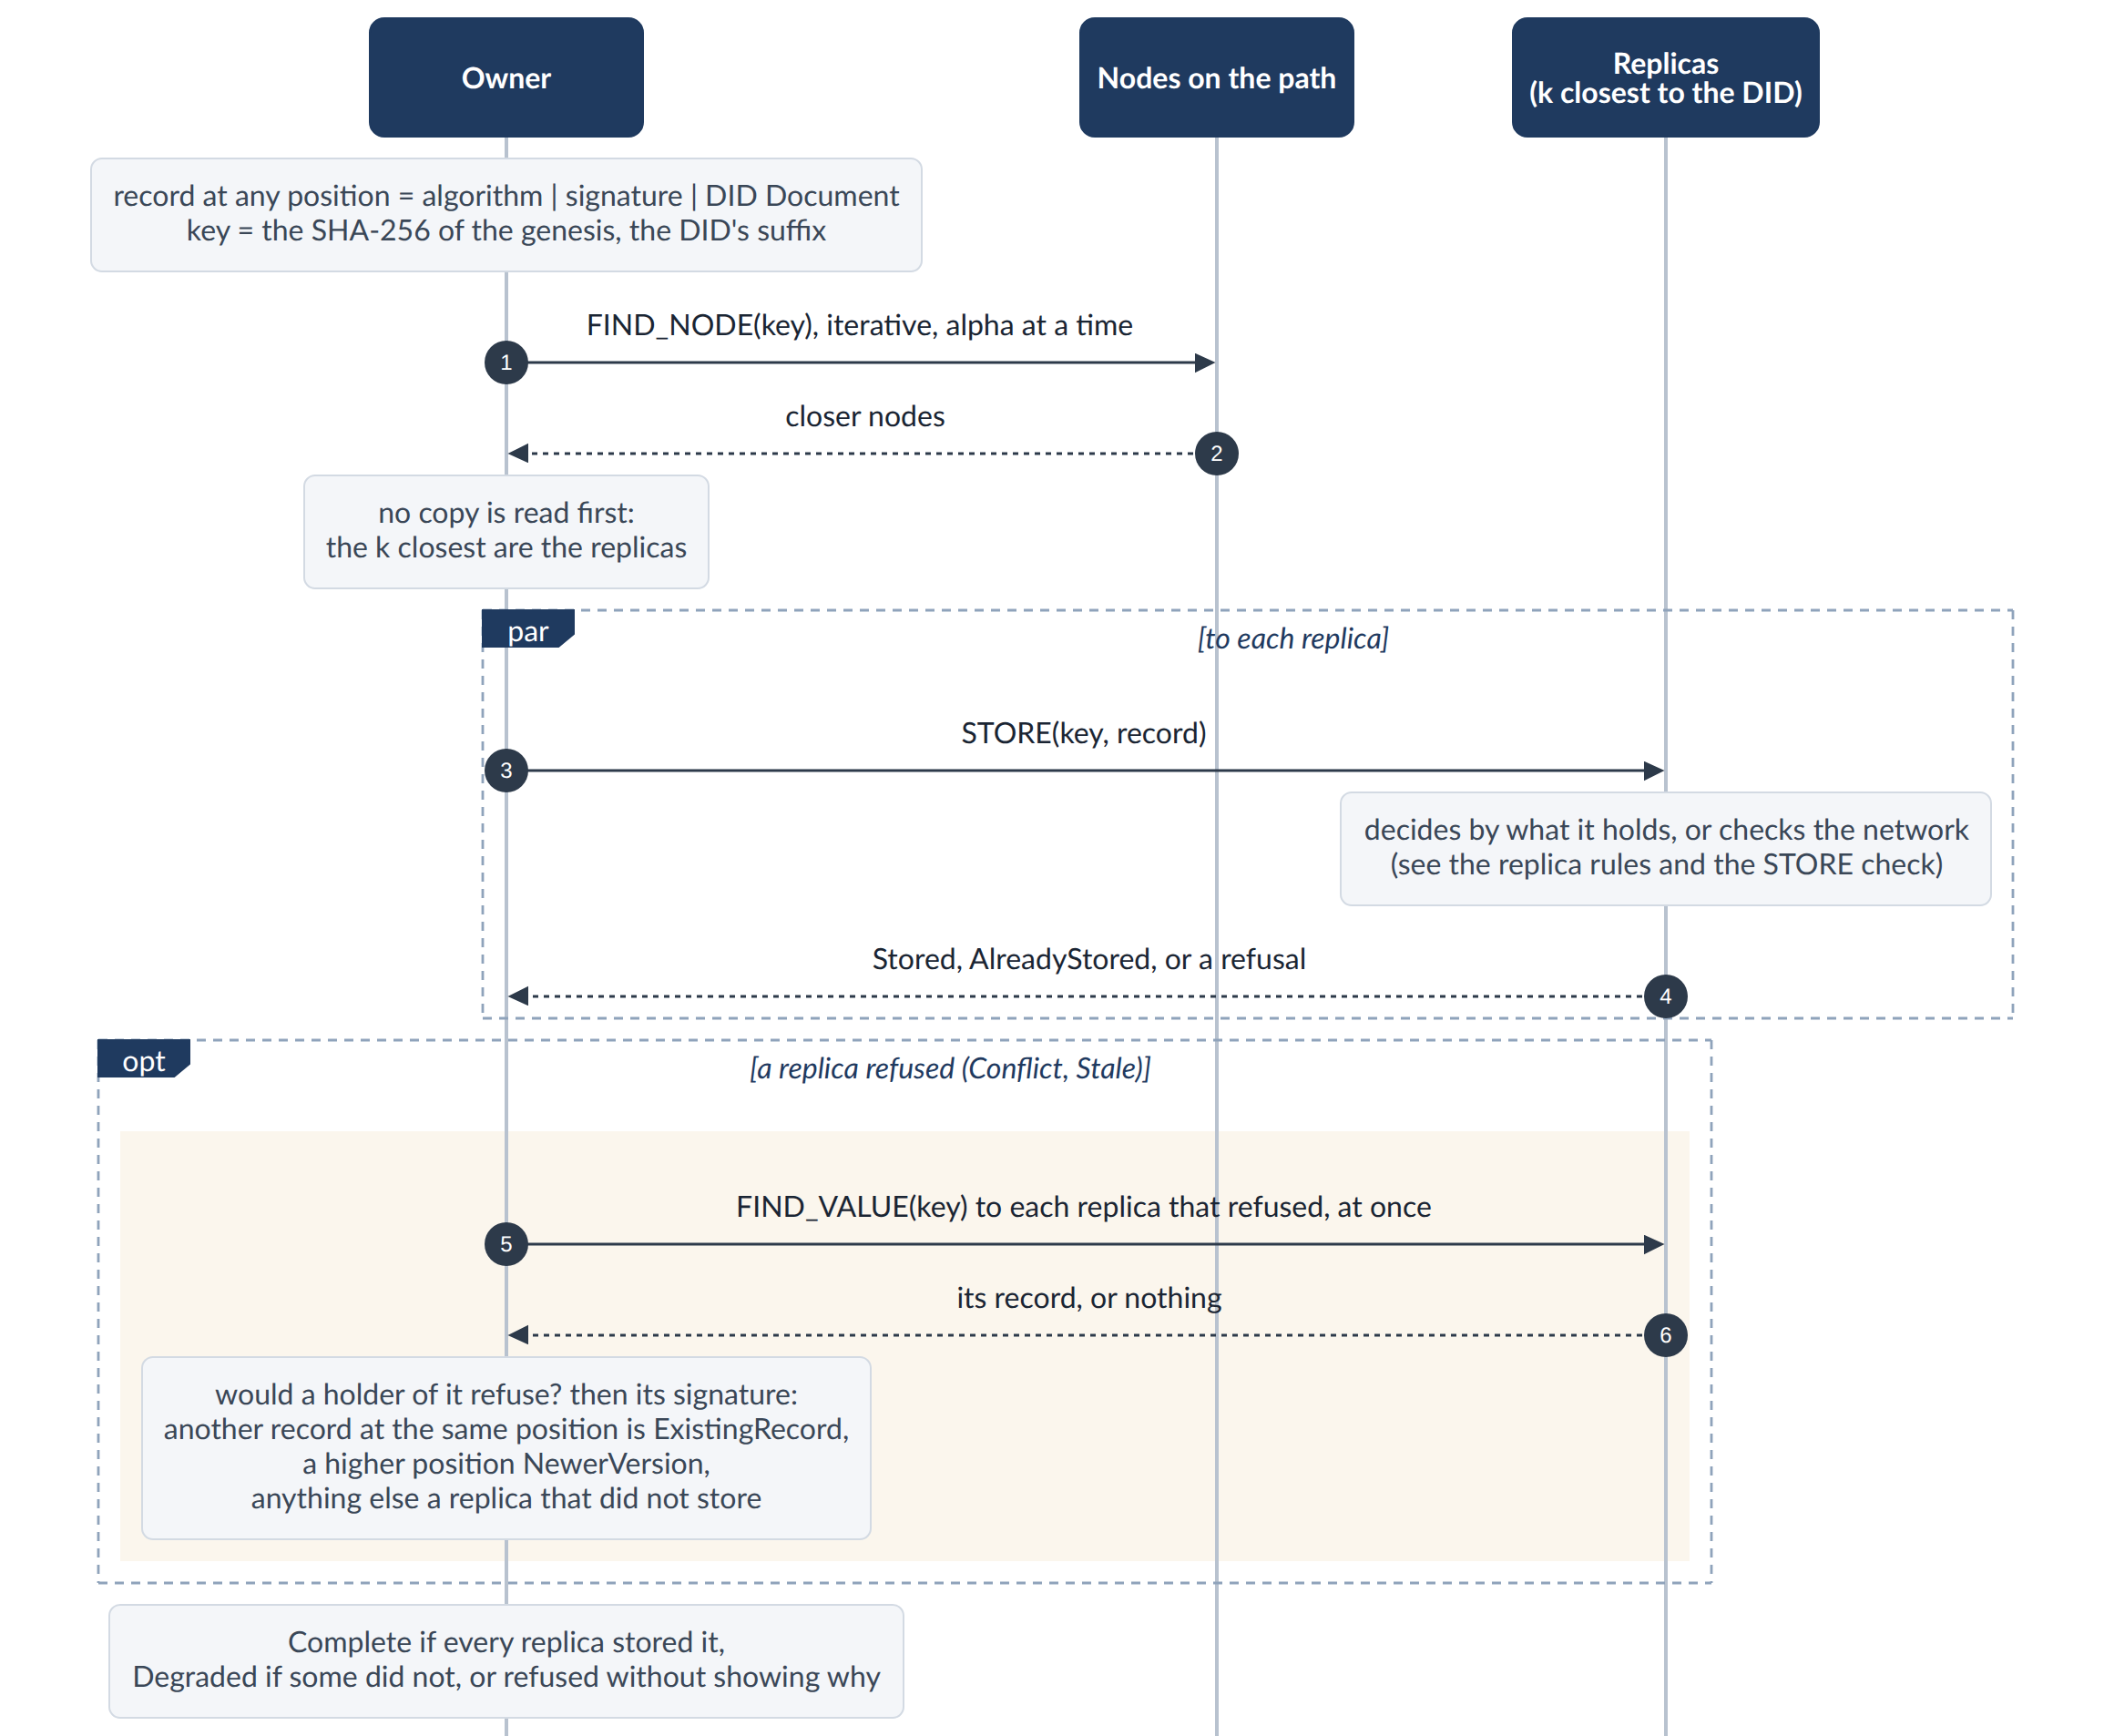 Owner
Nodes on the path
Replicas
(k closest to the DID)
record at any position = algorithm | signature | DID Document
key = the SHA-256 of the genesis, the DID's suffix
FIND_NODE(key), iterative, alpha at a time
1
closer nodes
2
no copy is read first:
the k closest are the replicas
par
[to each replica]
STORE(key, record)
3
decides by what it holds, or checks the network
(see the replica rules and the STORE check)
Stored, AlreadyStored, or a refusal
4
opt
[a replica refused (Conflict, Stale)]
FIND_VALUE(key) to each replica that refused, at once
5
its record, or nothing
6
would a holder of it refuse? then its signature:
another record at the same position is ExistingRecord,
a higher position NewerVersion,
anything else a replica that did not store
Complete if every replica stored it,
Degraded if some did not, or refused without showing why